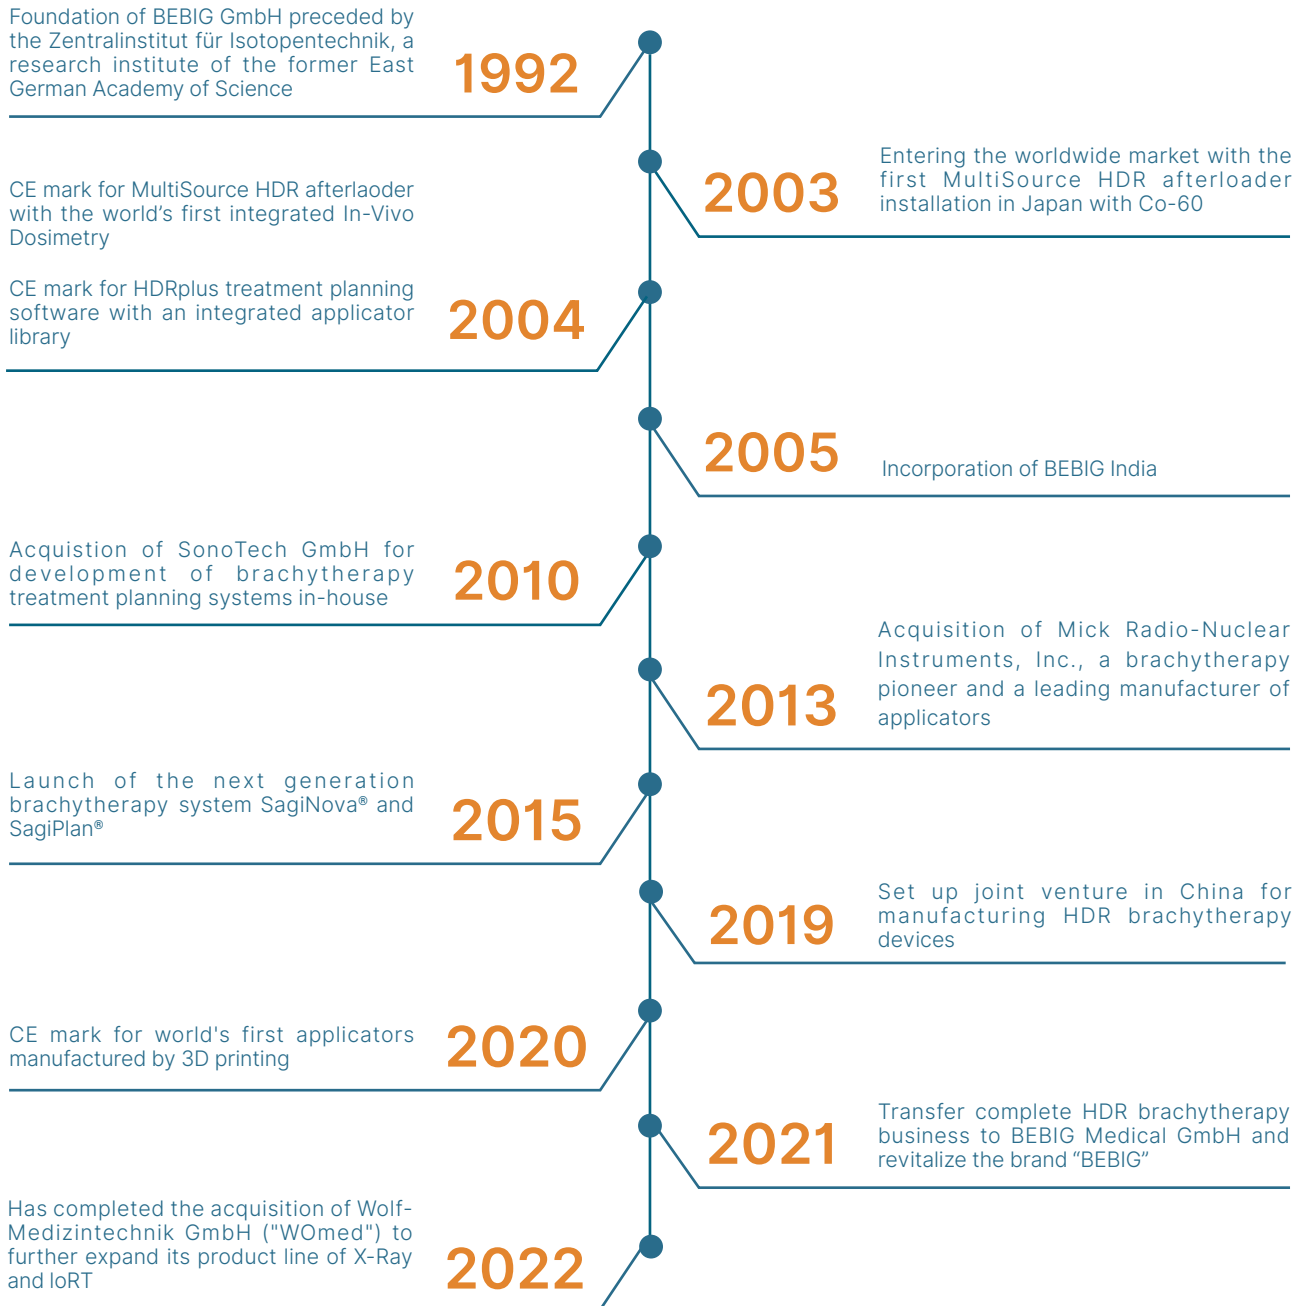 Foundation of BEBIG GmbH preceded by
the Zentralinstitut für Isotopentechnik, a
research institute of the former East
German Academy of Science
1992
2003
Entering the worldwide market with the
first MultiSource HDR afterloader
installation in Japan with Co-60
CE mark for MultiSource HDR afterlaoder
with the world’s first integrated In-Vivo
Dosimetry
CE mark for HDRplus treatment planning
software with an integrated applicator
library
2004
2005
Incorporation of BEBIG India
Acquistion of SonoTech GmbH for
development of brachytherapy
treatment planning systems in-house
2010
2013
Acquisition of Mick Radio-Nuclear
Instruments, Inc., a brachytherapy
pioneer and a leading manufacturer of
applicators
Launch of the next generation
brachytherapy system SagiNova® and
SagiPlan®
2015
2019
Set up joint venture in China for
manufacturing HDR brachytherapy
devices
CE mark for world's first applicators
manufactured by 3D printing
2020
2021
Transfer complete HDR brachytherapy
business to BEBIG Medical GmbH and
revitalize the brand “BEBIG”
Has completed the acquisition of Wolf-
Medizintechnik GmbH ("WOmed") to
further expand its product line of X-Ray
and IoRT
2022